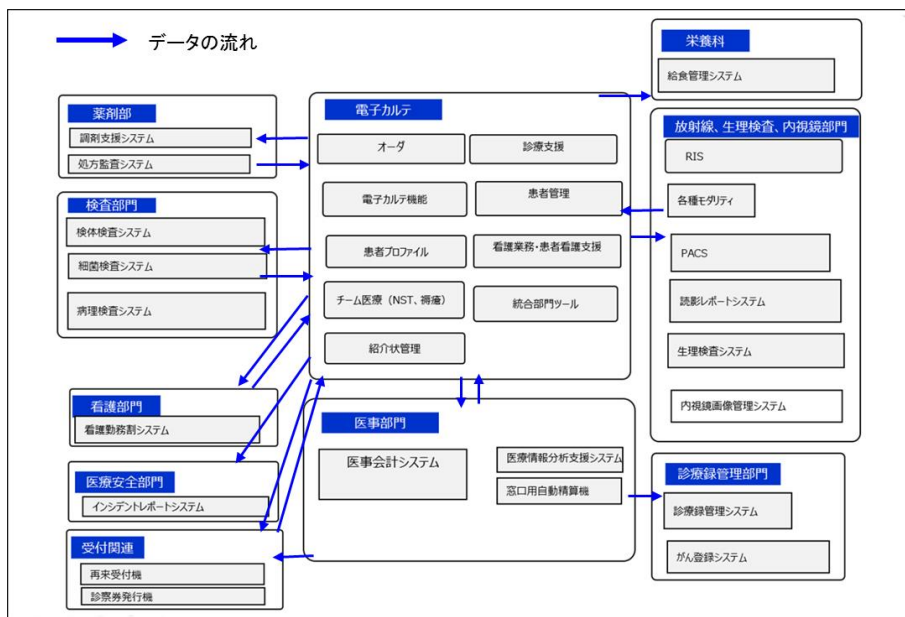 データの流れ
栄養科
給食管理システム
薬剤部
調剤支援システム
処方監査システム
電子カルテ
オーダ
診療支援
電子カルテ機能
患者管理
患者プロファイル
看護業務・患者看護支援
チーム医療（NST、褥瘡）
統合部門ツール
紹介状管理
放射線、生理検査、内視鏡部門
RIS
各種モダリティ
PACS
読影レポートシステム
生理検査システム
内視鏡画像管理システム
検査部門
検体検査システム
細菌検査システム
病理検査システム
看護部門
看護勤務割システム
医療安全部門
インシデントレポートシステム
受付関連
再来受付機
診察券発行機
医事部門
医事会計システム
医療情報分析支援システム
窓口用自動精算機
診療録管理部門
診療録管理システム
がん登録システム